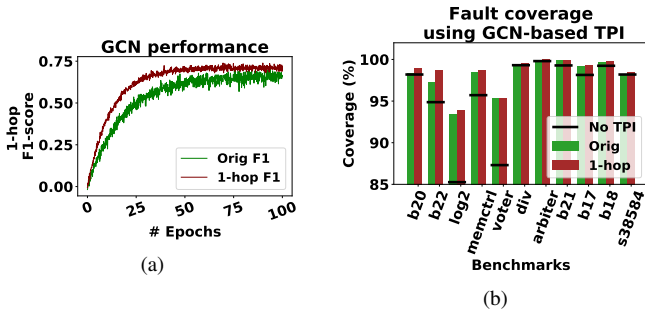 GCN performance
1-hop
F1-score
0.75
0.50
0.25
0.00
Orig F1
1-hop F1
0
25
50
75
100
# Epochs
(a)
Fault coverage
using GCN-based TPI
Coverage (%)
100
95
90
85
No TPI
Orig
1-hop
b20
b22
log2
memctrl
voter
div
arbiter
b21
b17
b18
s38584
Benchmarks
(b)